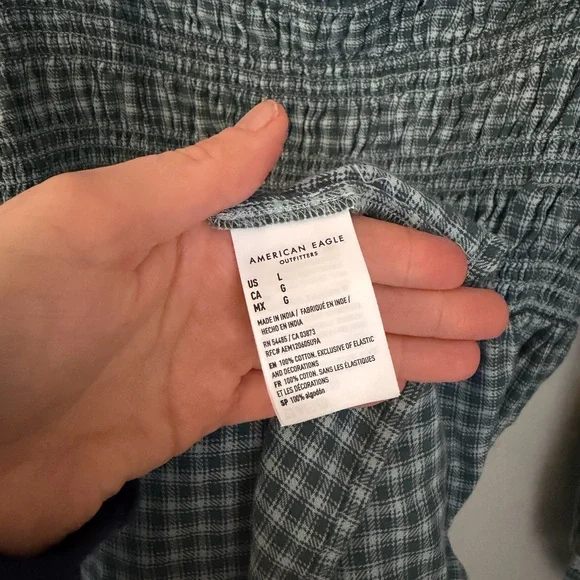 AMERICAN EAGLE
OUTFITTERS
US L
CA G
MX G
MADE IN INDIA / FABRIQUÉ EN INDE /
HECHO EN INDIA
RN 54485 / CA 03873
RFC# AEM120605U9A
EN 100% COTTON. EXCLUSIVE OF ELASTIC
AND DECORATIONS
FR 100% COTON. SANS LES ÉLASTIQUES
ET LES DÉCORATIONS
SP 100% algodón